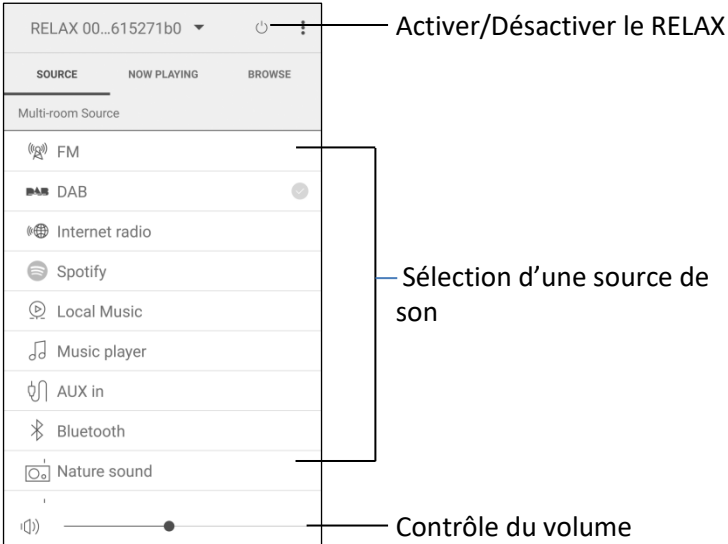 RELAX 00...615271b0
Activer/Désactiver le RELAX
SOURCE NOW PLAYING BROWSE
Multi-room Source
FM
DAB DAB
Internet radio
Spotify
Sélection d’une source de
son
Local Music
Music player
AUX in
Bluetooth
Nature sound
Contrôle du volume